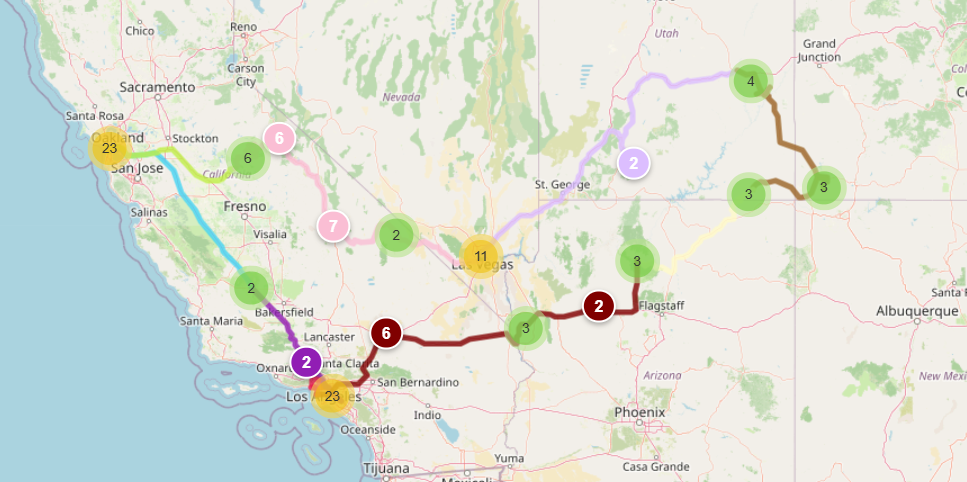 Chico
Reno
Utah
Grand
Junction
Carson
City
Sacramento
Nevada
4
Santa Rosa
Oakland
23
Stockton
6
6
San Jose
California
2
St. George
3
3
Salinas
Fresno
7
Visalia
2
11
Las Vegas
3
2
Bakersfield
Santa Maria
2
Flagstaff
Santa F
Albuquerque
Lancaster
6
3
2
Santa Clarita
Oxnard
San Bernardino
Arizona
New Mexi
23
Los Angeles
Indio
Phoenix
Oceanside
Yuma
Casa Grande
Tijuana
Mexicali